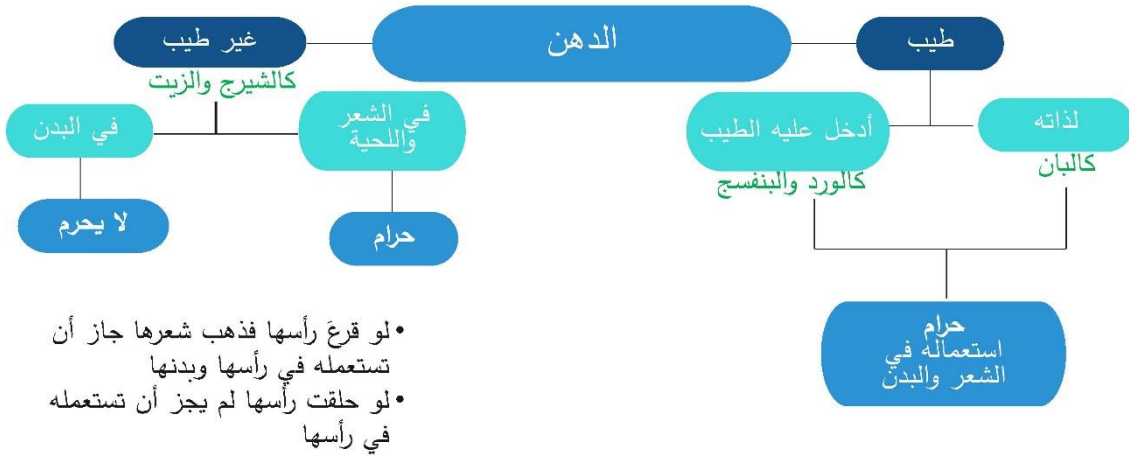 الدهن
طيب
لذاته
كالبان
أدخل عليه الطيب
كالورد والبنفسج
حرام
استعماله في
الشعر والبدن
غير طيب
كالشيرج والزيت
في الشعر
واللحية
حرام
في البدن
لا يحرم
•لو قرعَ رأسها فذهب شعرها جاز أن
تستعمله في رأسها وبدنها
•لو حلقت رأسها لم يجز أن تستعمله
في رأسها